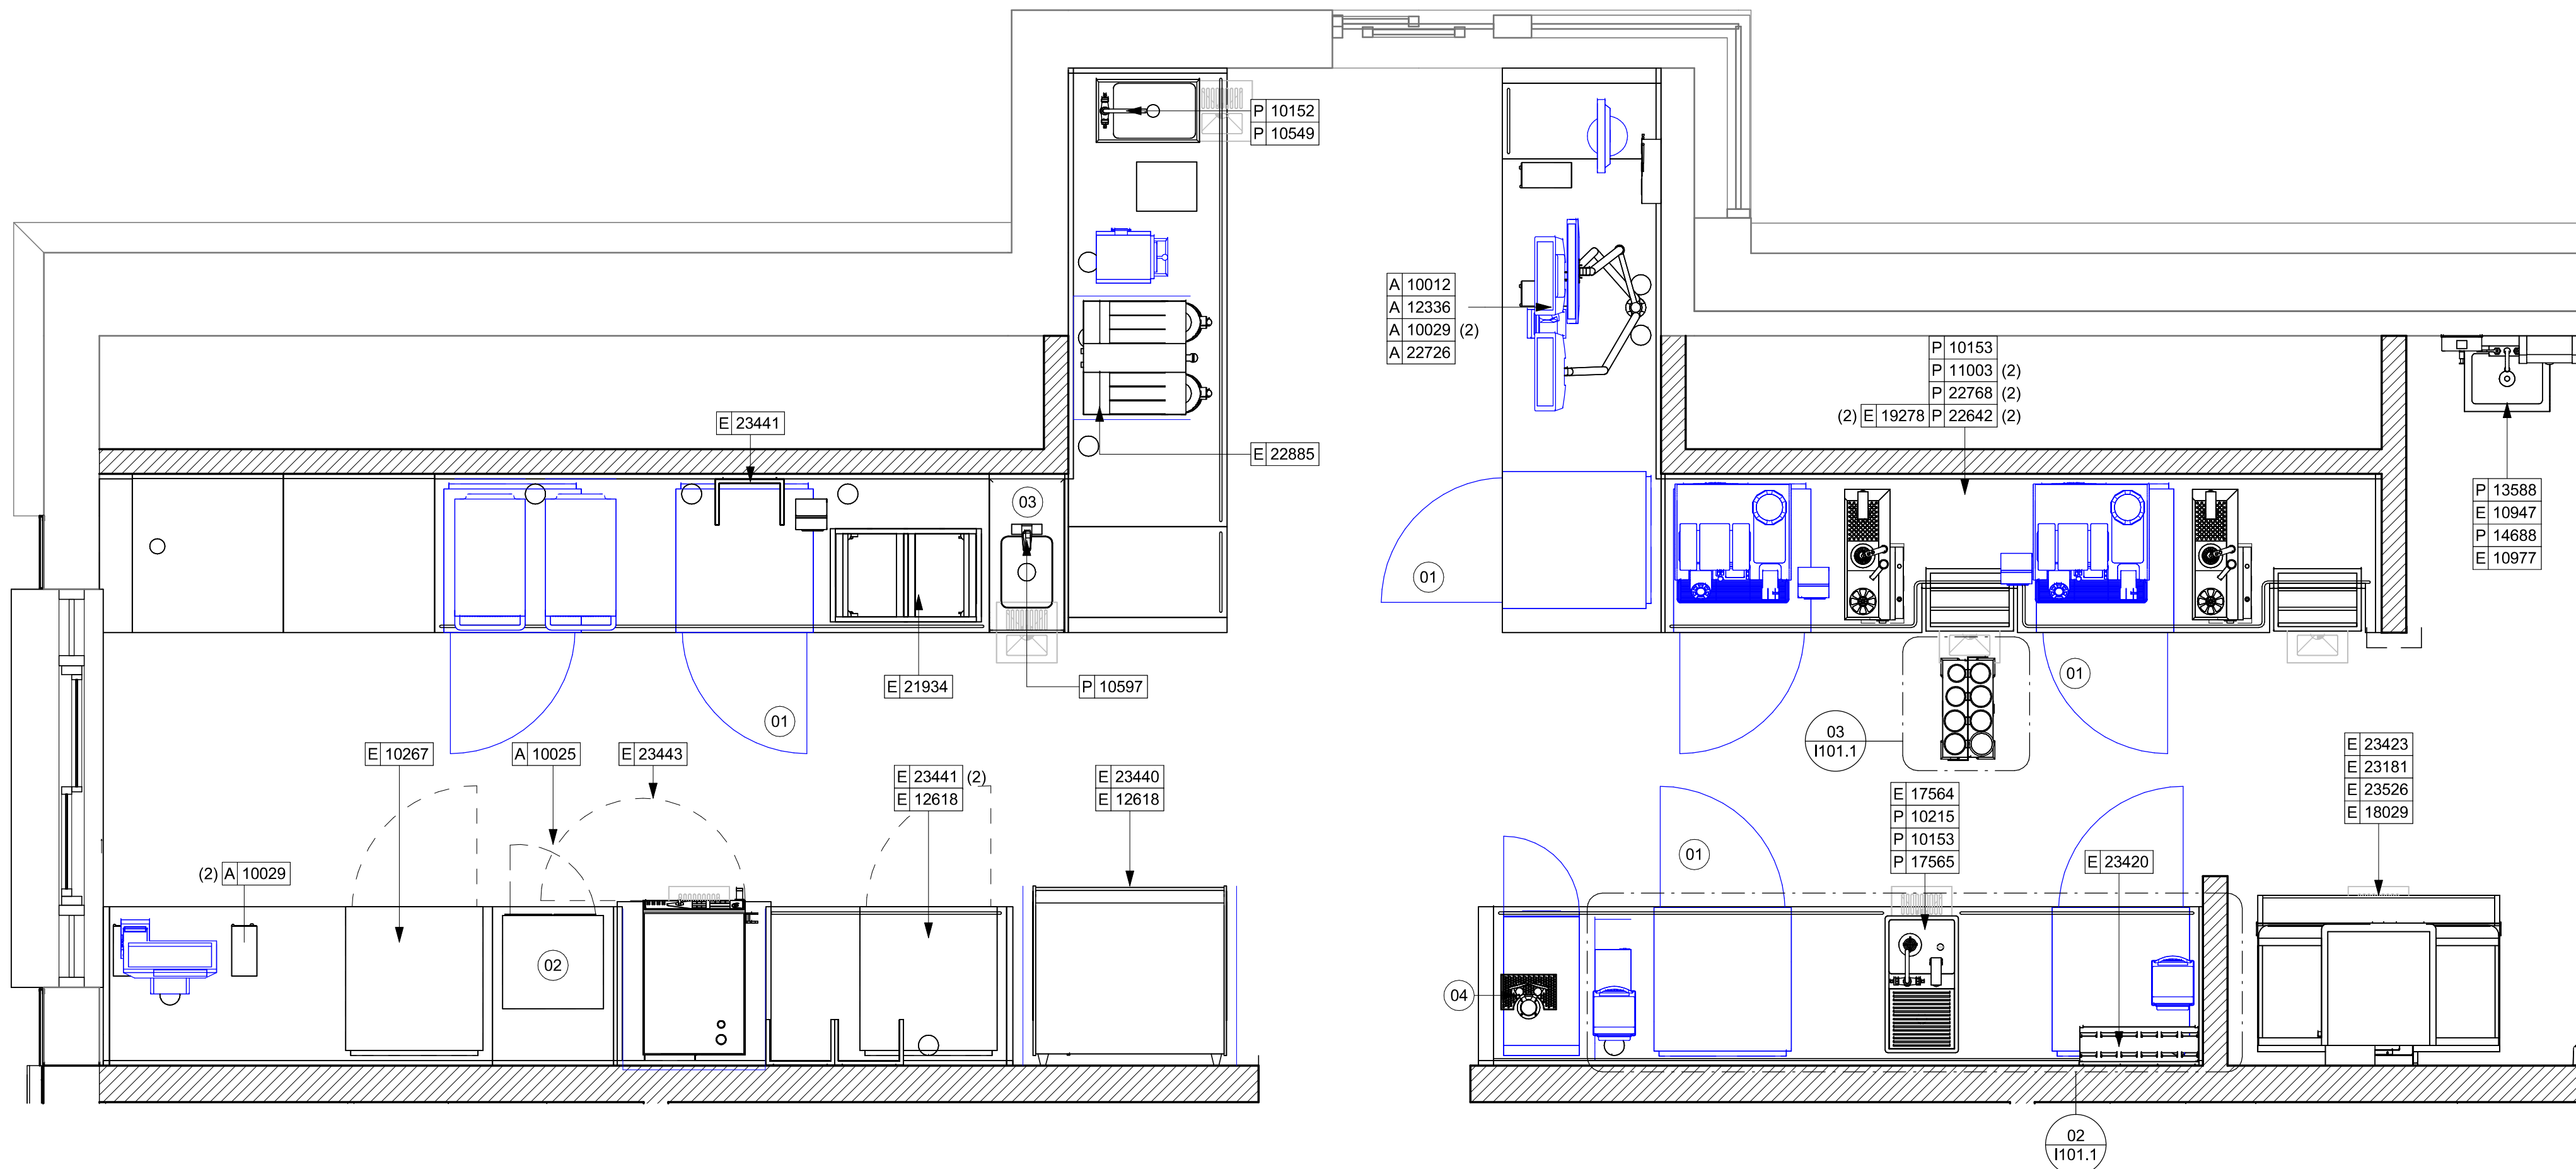 P 10152
P 10549
A 10012
A 12336
A 10029 (2)
A 22726
P 10153
P 11003 (2)
P 22768 (2)
(2) E 19278 P 22642 (2)
E 23441
E 22885
03
P 13588
E 10947
P 14688
E 10977
01
E 21934
P 10597
01
01
03
I101.1
E 10267
A 10025
E 23443
E 23441 (2)
E 12618
E 23440
E 12618
E 23423
E 23181
E 23526
E 18029
E 17564
P 10215
P 10153
P 17565
01
E 23420
(2) A 10029
02
04
02
I101.1